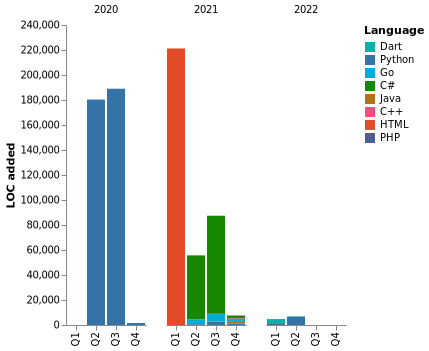 2020 2021 2022
Language
Dart
Python
Go
C#
Java
C++
HTML
PHP
LOC added
240,000
220,000
200,000
180,000
160,000
140,000
120,000
100,000
80,000
60,000
40,000
20,000
0
Q1 Q2 Q3 Q4 Q1 Q2 Q3 Q4 Q1 Q2 Q3 Q4